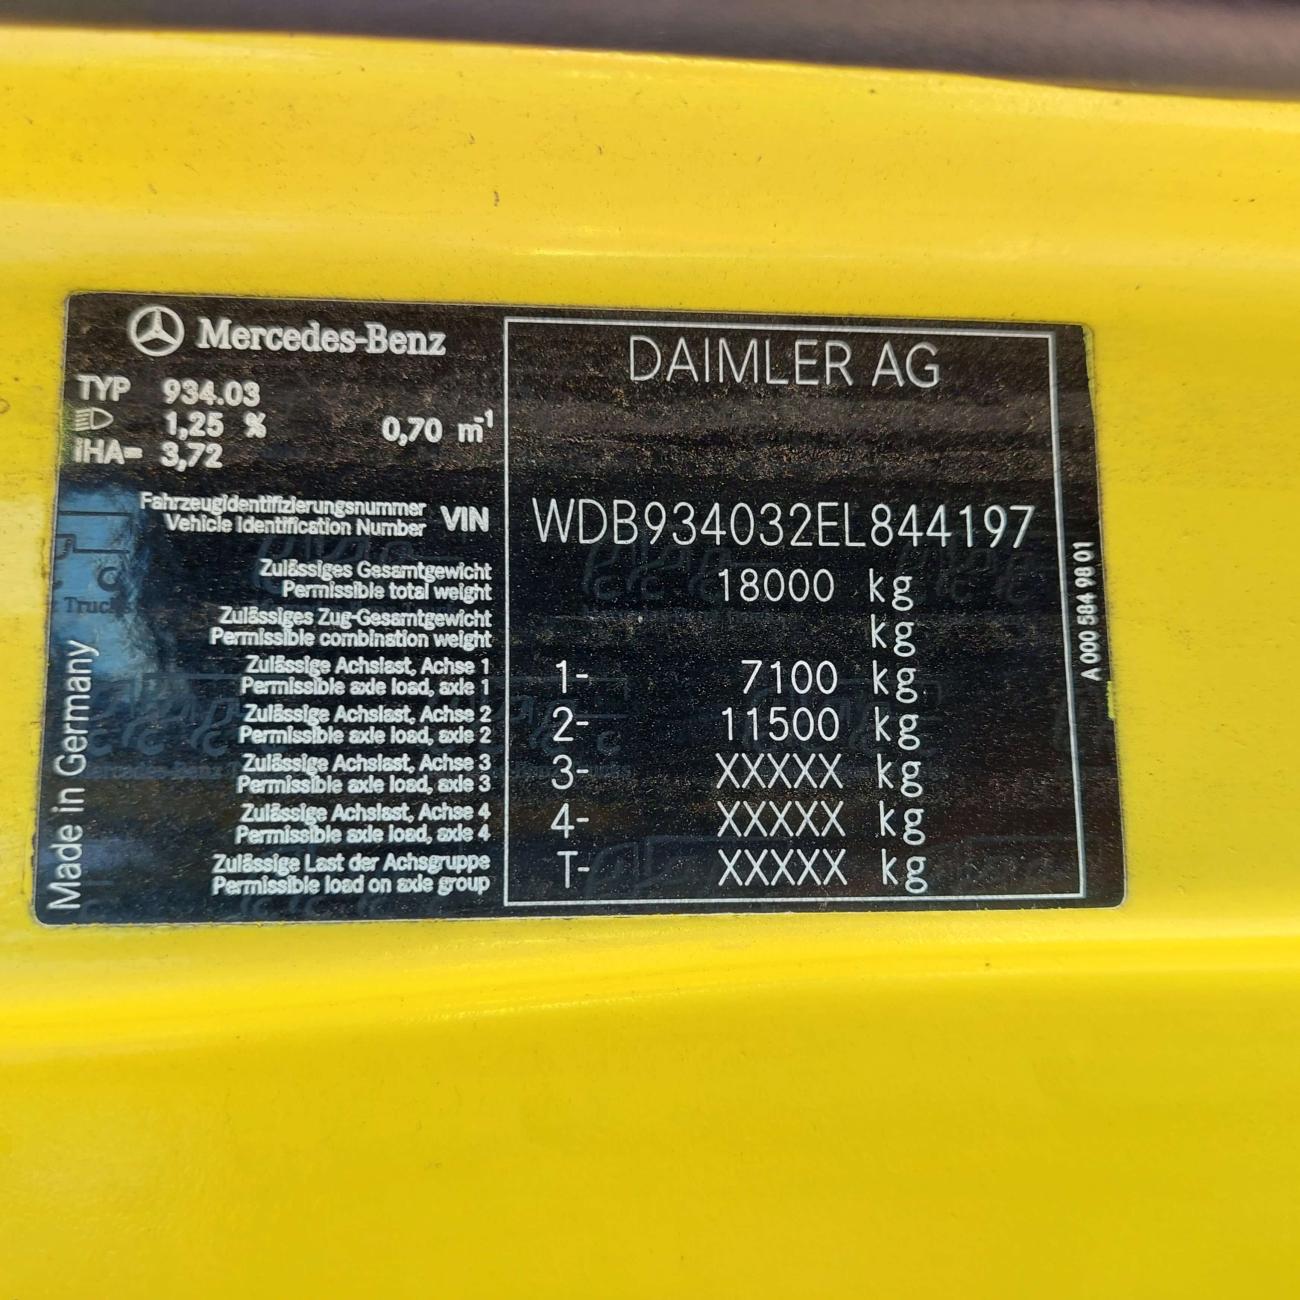 Mercedes-Benz
TYP 934.03
1,25 % 0,70 m⁻¹
iHA= 3,72
DAIMLER AG
Fahrzeugidentifizierungsnummer
Vehicle Identification Number VIN WDB934032EL844197
Zulässiges Gesamtgewicht
Permissible total weight 18000 kg
Zulässiges Zug-Gesamtgewicht
Permissible combination weight kg
Zulässige Achslast, Achse 1
Permissible axle load, axle 1 1- 7100 kg
Zulässige Achslast, Achse 2
Permissible axle load, axle 2 2- 11500 kg
Zulässige Achslast, Achse 3
Permissible axle load, axle 3 3- XXXXX kg
Zulässige Achslast, Achse 4
Permissible axle load, axle 4 4- XXXXX kg
Zulässige Last der Achsgruppe
Permissible load on axle group T- XXXXX kg
Made in Germany
A 000 584 98 01